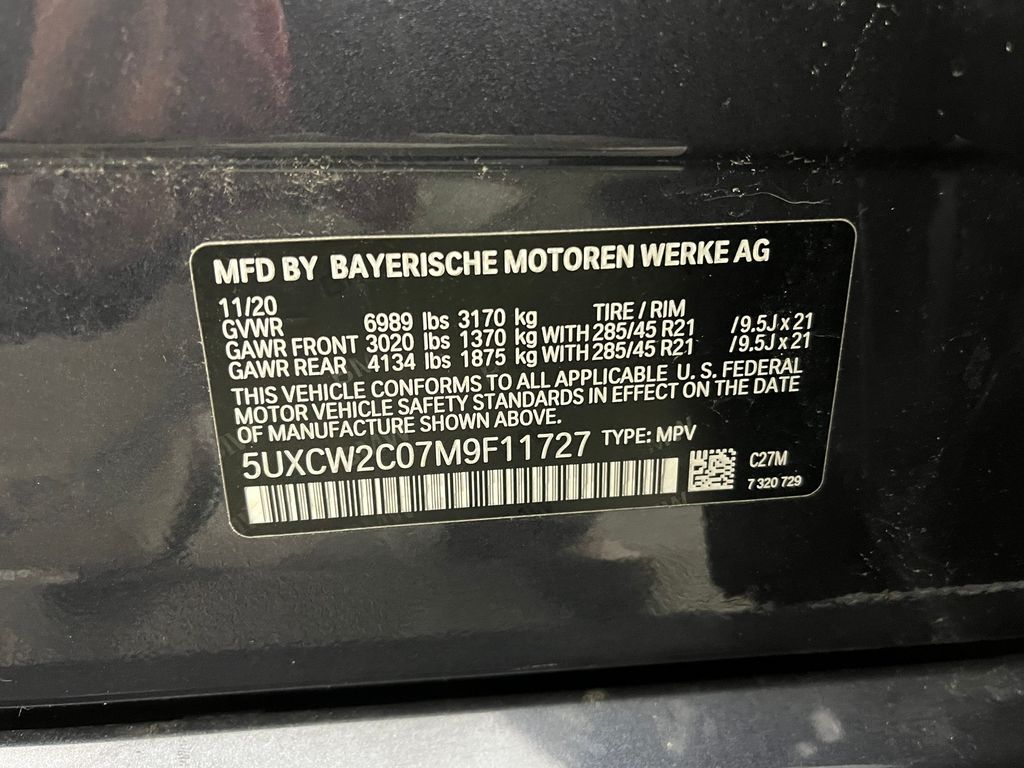 MFD BY BAYERISCHE MOTOREN WERKE AG
11/20 TIRE / RIM
GVWR 6989 lbs 3170 kg
GAWR FRONT 3020 lbs 1370 kg WITH 285/45 R21 /9.5J x 21
GAWR REAR 4134 lbs 1875 kg WITH 285/45 R21 /9.5J x 21
THIS VEHICLE CONFORMS TO ALL APPLICABLE U. S. FEDERAL
MOTOR VEHICLE SAFETY STANDARDS IN EFFECT ON THE DATE
OF MANUFACTURE SHOWN ABOVE.
5UXCW2C07M9F11727 TYPE: MPV
C27M
7 320 729